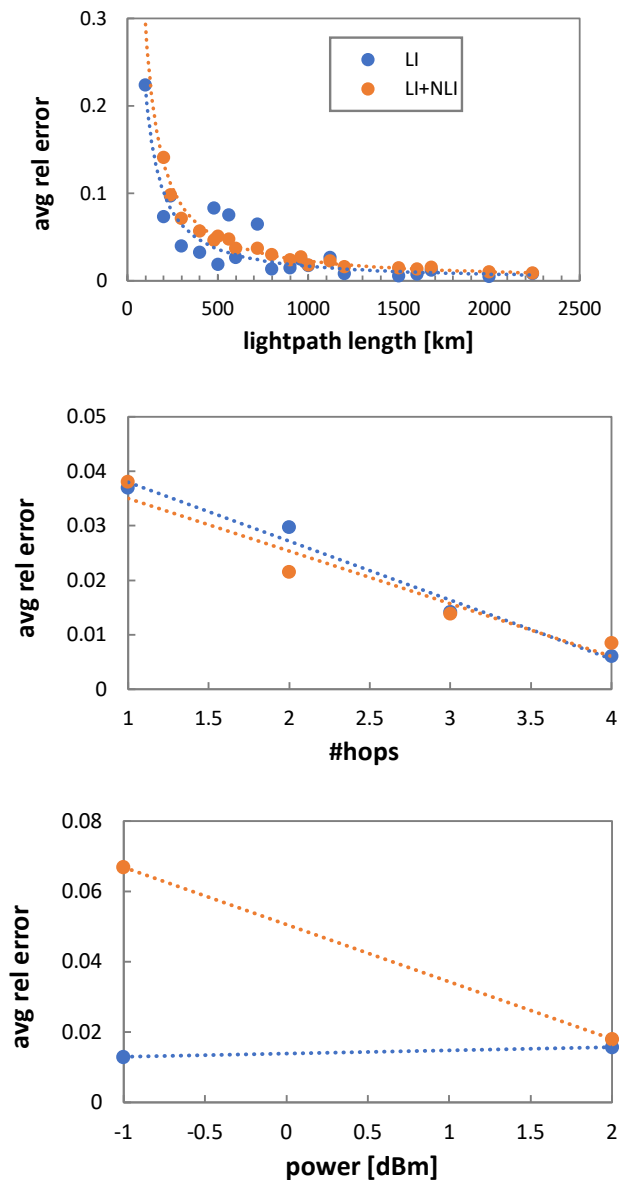 0.3
0.2
0.1
0
avg rel error
LI
LI+NLI
0 500 1000 1500 2000 2500
lightpath length [km]
0.05
0.04
0.03
0.02
0.01
0
avg rel error
1 1.5 2 2.5 3 3.5 4
#hops
0.08
0.06
0.04
0.02
0
avg rel error
-1 -0.5 0 0.5 1 1.5 2
power [dBm]